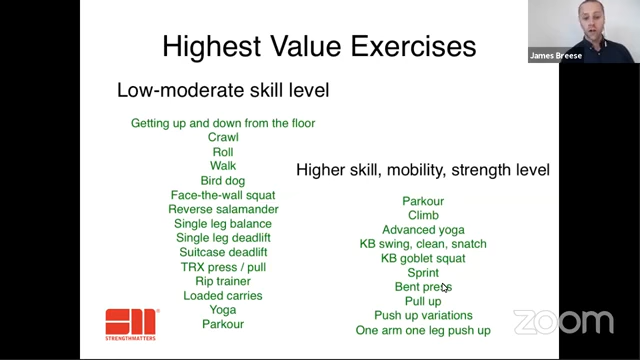 Highest Value Exercises
James Breese
Low-moderate skill level
Getting up and down from the floor
Crawl
Roll
Walk
Bird dog
Face-the-wall squat
Reverse salamander
Single leg balance
Single leg deadlift
Suitcase deadlift
TRX press / pull
Rip trainer
Loaded carries
Yoga
Parkour
Higher skill, mobility, strength level
Parkour
Climb
Advanced yoga
KB swing, clean, snatch
KB goblet squat
Sprint
Bent press
Pull up
Push up variations
One arm one leg push up
STRENGTHMATTERS
zoom